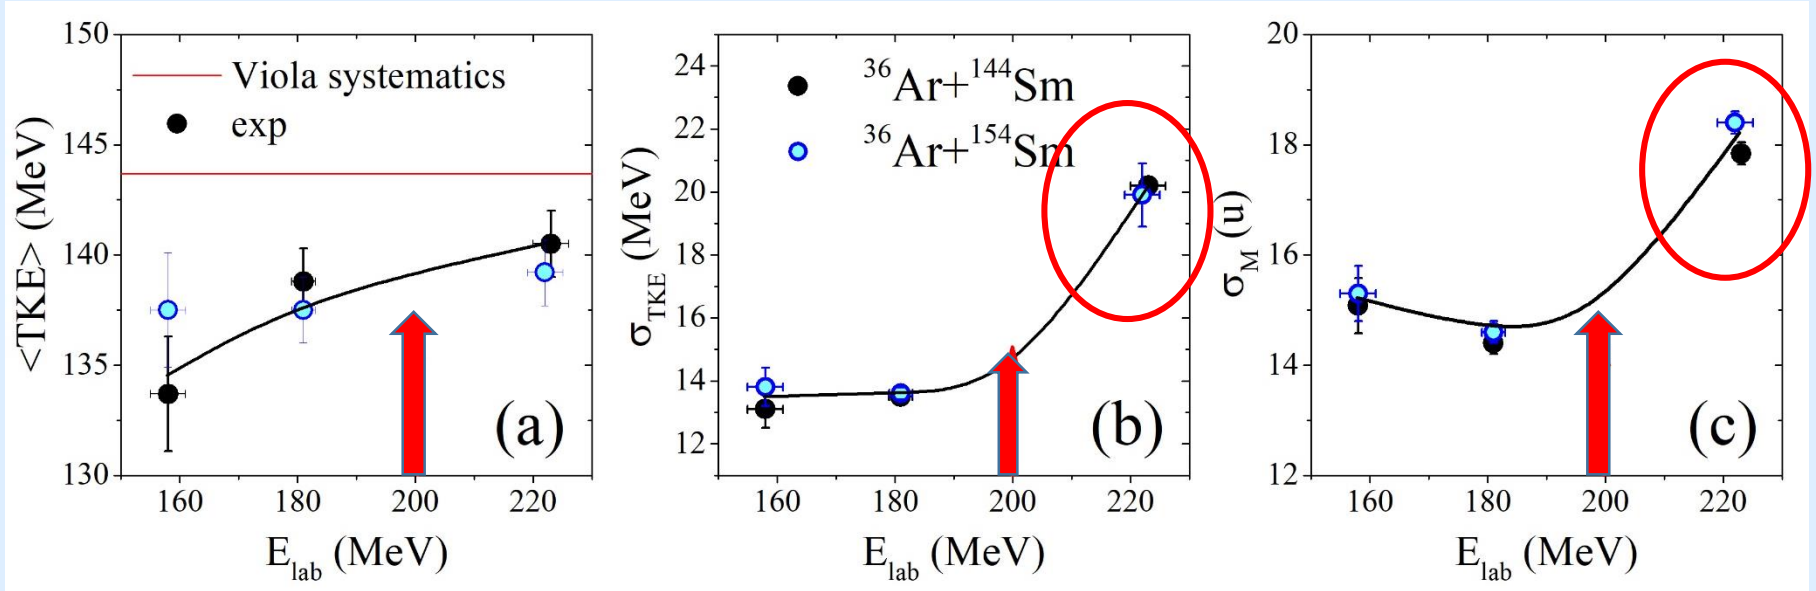 150
145
140
135
130
<TKE> (MeV)
Viola systematics
exp
(a)
160 180 200 220
E_lab (MeV)
24
22
20
18
16
14
12
σ_TKE (MeV)
³⁶Ar+¹⁴⁴Sm
³⁶Ar+¹⁵⁴Sm
(b)
160 180 200 220
E_lab (MeV)
20
18
16
14
12
σ_M (u)
(c)
160 180 200 220
E_lab (MeV)